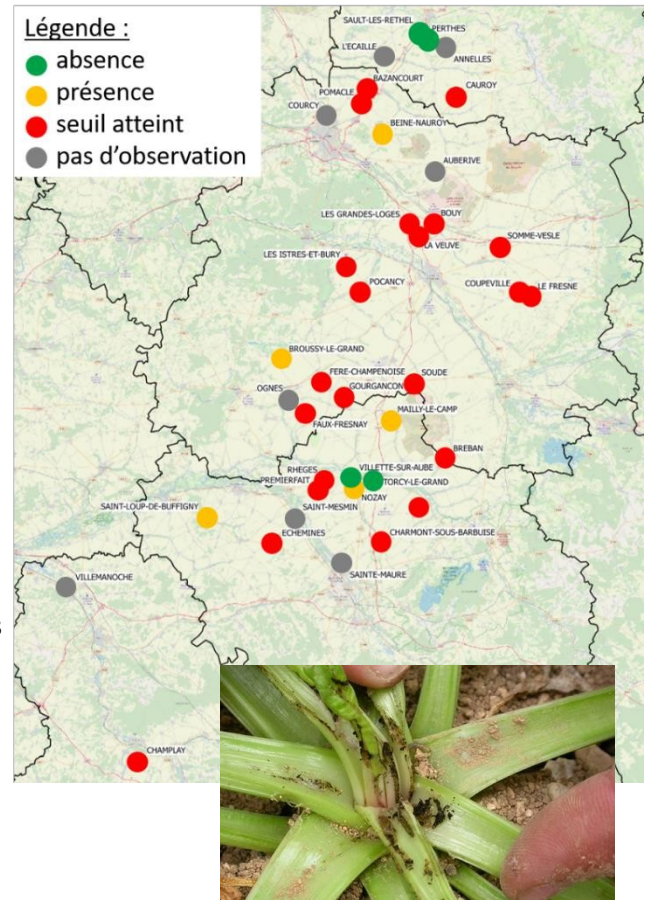 Légende :
absence
présence
seuil atteint
pas d'observation
SAULT-LES-RETHEL
PERTHES
L'ECAILLE
ANNELLES
BAZANCOURT
POMACLE
CAUROY
COURCY
BEINE-NAUROY
AUBERIVE
LES GRANDES-LOGES
BOUY
LA VEUVE
SOMME-VESLE
LES ISTRES-ET-BURY
POCANCY
COUPEVILLE
LE FRESNE
BROUSSY-LE-GRAND
FERE-CHAMPENOISE
SOUDE
OGNES
GOURGANCON
FAUX-FRESNAY
MAILLY-LE-CAMP
BREBAN
RHEGES
VILLETTE-SUR-AUBE
PREMIERFAIT
TORCY-LE-GRAND
NOZAY
SAINT-LOUP-DE-BUFFIGNY
SAINT-MESMIN
ECHEMINES
CHARMONT-SOUS-BARBUISE
SAINTE-MAURE
VILLEMANOCHE
CHAMPLAY
s